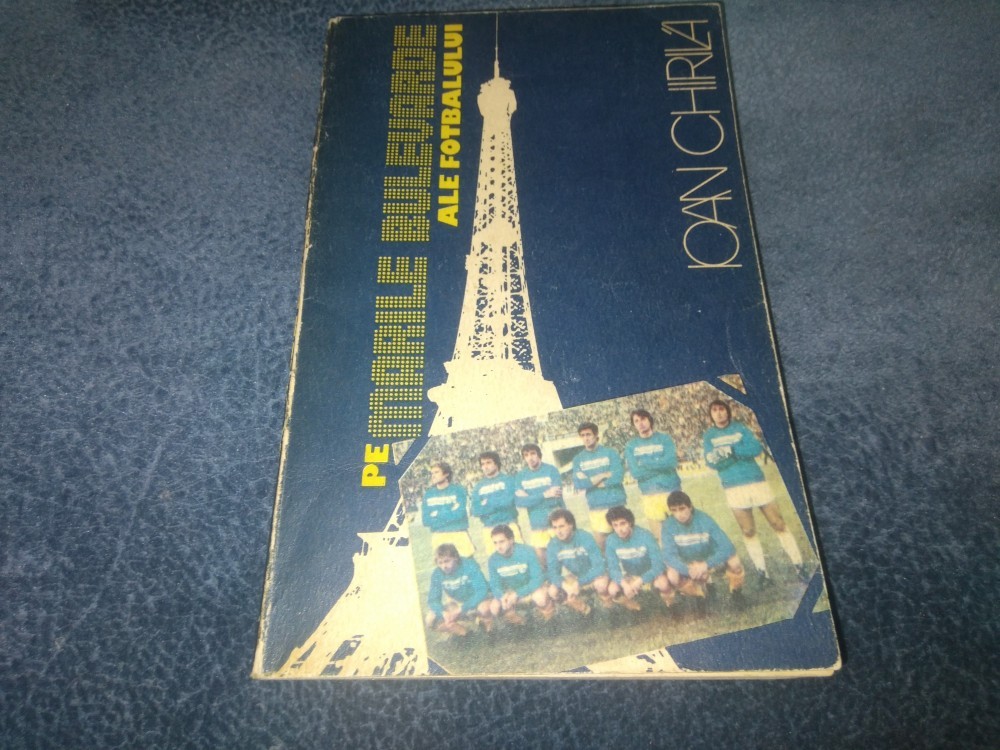 PE MARILE BULEVARDE
ALE FOTBALULUI
IOAN CHIRILĂ